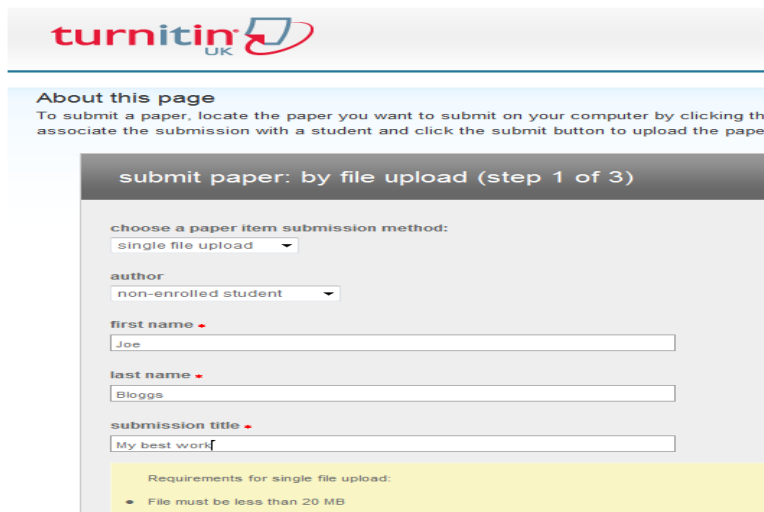 turnitin
UK
About this page
To submit a paper, locate the paper you want to submit on your computer by clicking th
associate the submission with a student and click the submit button to upload the pape
submit paper: by file upload (step 1 of 3)
choose a paper item submission method:
single file upload
author
non-enrolled student
first name *
Joe
last name *
Bloggs
submission title *
My best work
Requirements for single file upload:
• File must be less than 20 MB